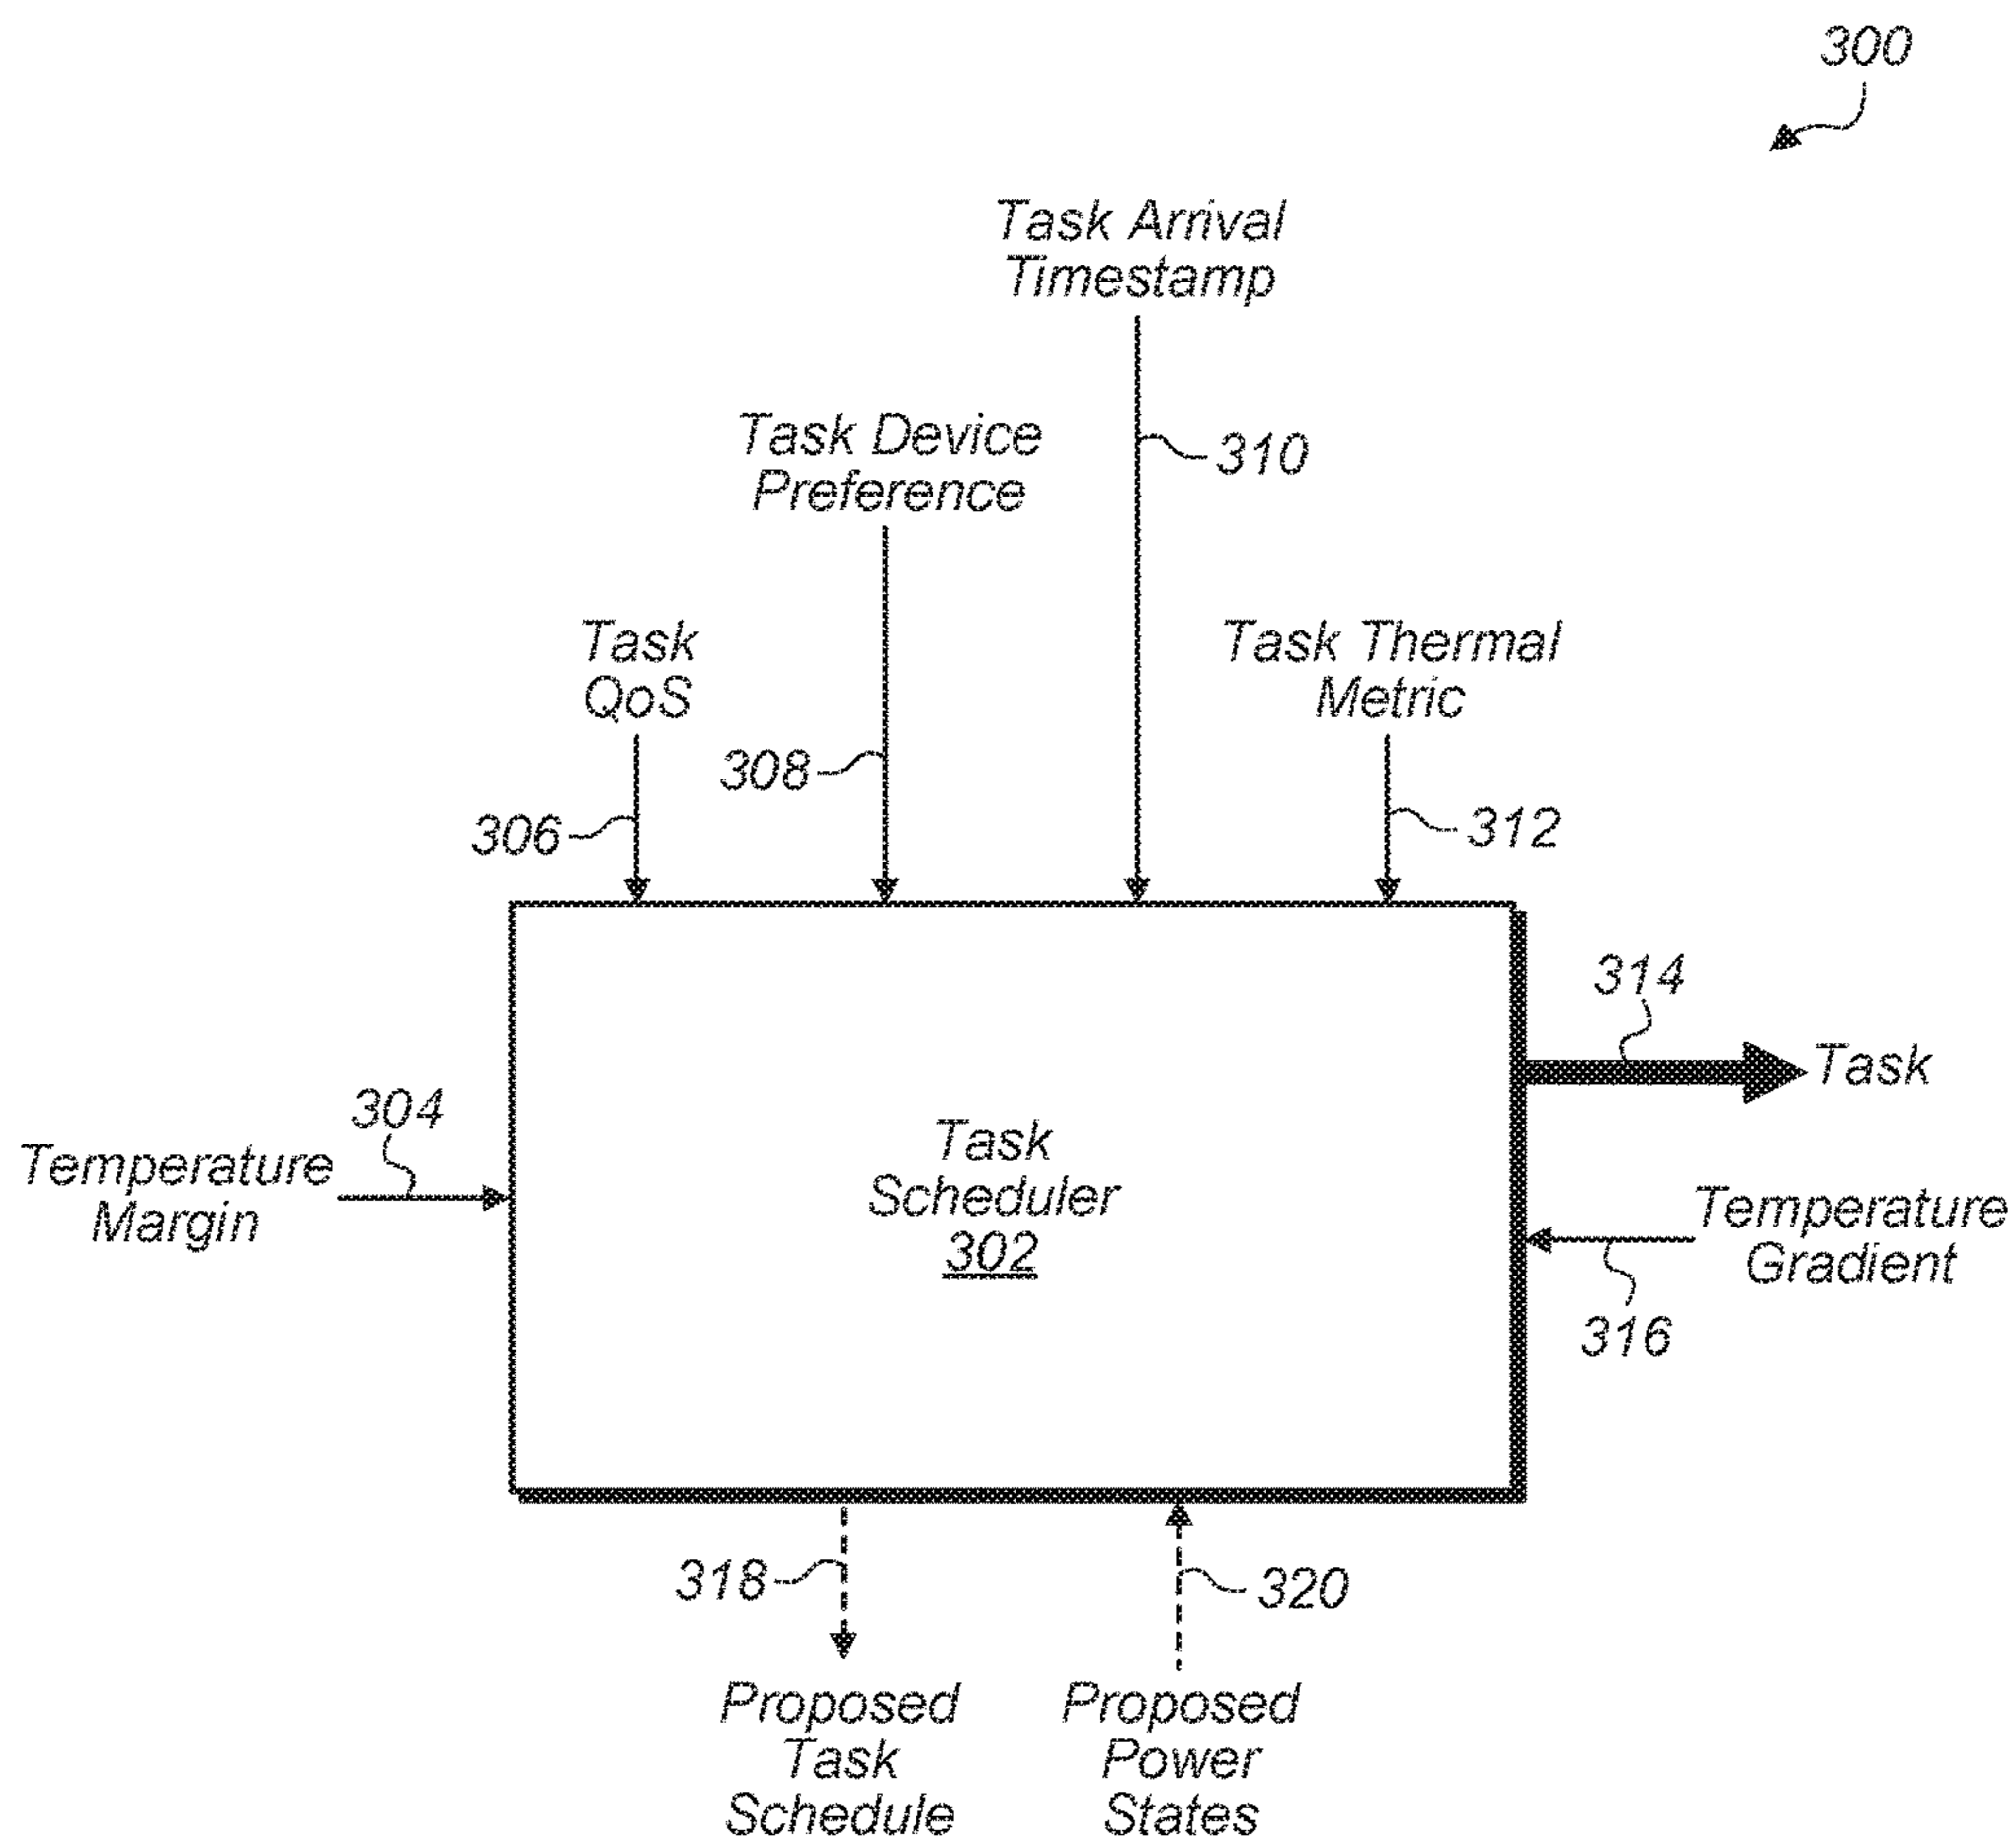 300
Task Arrival
Timestamp
310
Task Device
Preference
308
Task
QoS
306
Task Thermal
Metric
312
314
Task
304
Temperature
Margin
Task
Scheduler
302
Temperature
Gradient
316
318
320
Proposed
Task
Schedule
Proposed
Power
States